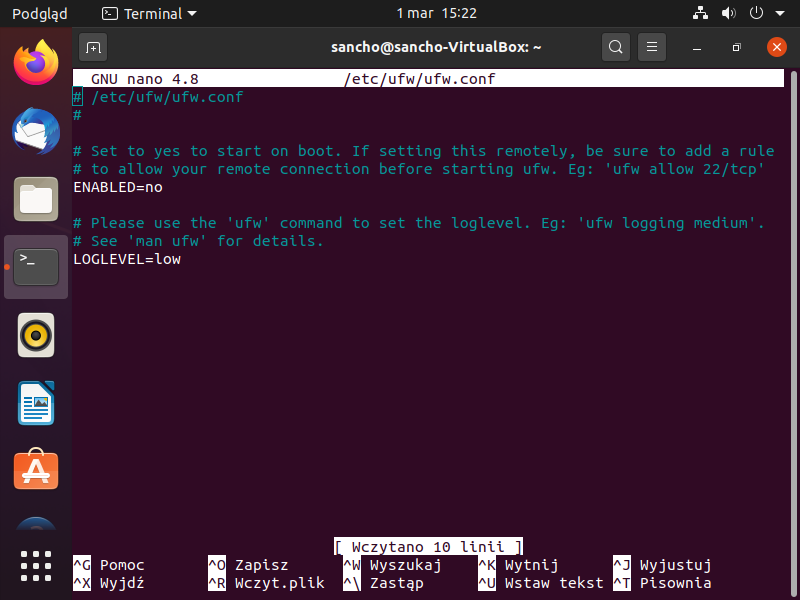 Podgląd Terminal 1 mar 15:22
sancho@sancho-VirtualBox: ~
GNU nano 4.8 /etc/ufw/ufw.conf
# /etc/ufw/ufw.conf
#
# Set to yes to start on boot. If setting this remotely, be sure to add a rule
# to allow your remote connection before starting ufw. Eg: 'ufw allow 22/tcp'
ENABLED=no
# Please use the 'ufw' command to set the loglevel. Eg: 'ufw logging medium'.
# See 'man ufw' for details.
LOGLEVEL=low
[ Wczytano 10 linii ]
^G Pomoc ^O Zapisz ^W Wyszukaj ^K Wytnij ^J Wyjustuj
^X Wyjdź ^R Wczyt.plik ^\ Zastąp ^U Wstaw tekst ^T Pisownia